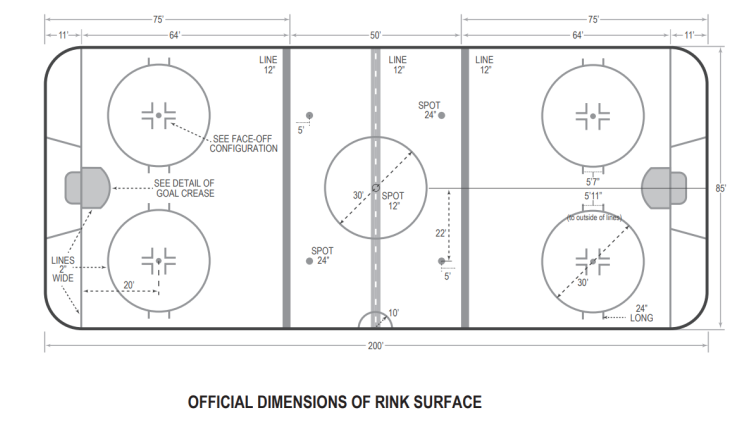 75'
75'
11'
64'
50'
64'
11'
LINE
12"
LINE
12"
LINE
12"
SPOT
24"
5'
SEE FACE-OFF
CONFIGURATION
SEE DETAIL OF
GOAL CREASE
30'
SPOT
12"
5'7"
5'11"
(to outside of lines)
85'
22'
SPOT
24"
LINES
2"
WIDE
20'
5'
30'
10'
24"
LONG
200'
OFFICIAL DIMENSIONS OF RINK SURFACE